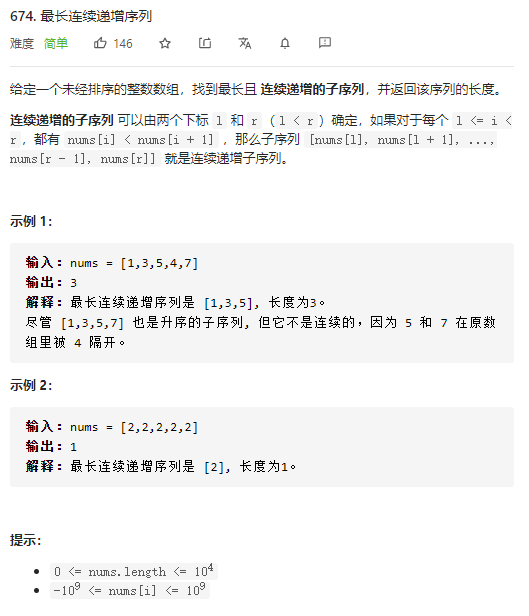 674. 最长连续递增序列
难度 简单 146
给定一个未经排序的整数数组，找到最长且 连续递增的子序列，并返回该序列的长度。
连续递增的子序列 可以由两个下标 l 和 r （l < r）确定，如果对于每个 l <= i <
r，都有 nums[i] < nums[i + 1] ，那么子序列 [nums[l], nums[l + 1], ...,
nums[r - 1], nums[r]] 就是连续递增子序列。
示例 1：
输入：nums = [1,3,5,4,7]
输出：3
解释：最长连续递增序列是 [1,3,5], 长度为3。
尽管 [1,3,5,7] 也是升序的子序列, 但它不是连续的，因为 5 和 7 在原数
组里被 4 隔开。
示例 2：
输入：nums = [2,2,2,2,2]
输出：1
解释：最长连续递增序列是 [2], 长度为1。
提示：
• 0 <= nums.length <= 10⁴
• -10⁹ <= nums[i] <= 10⁹